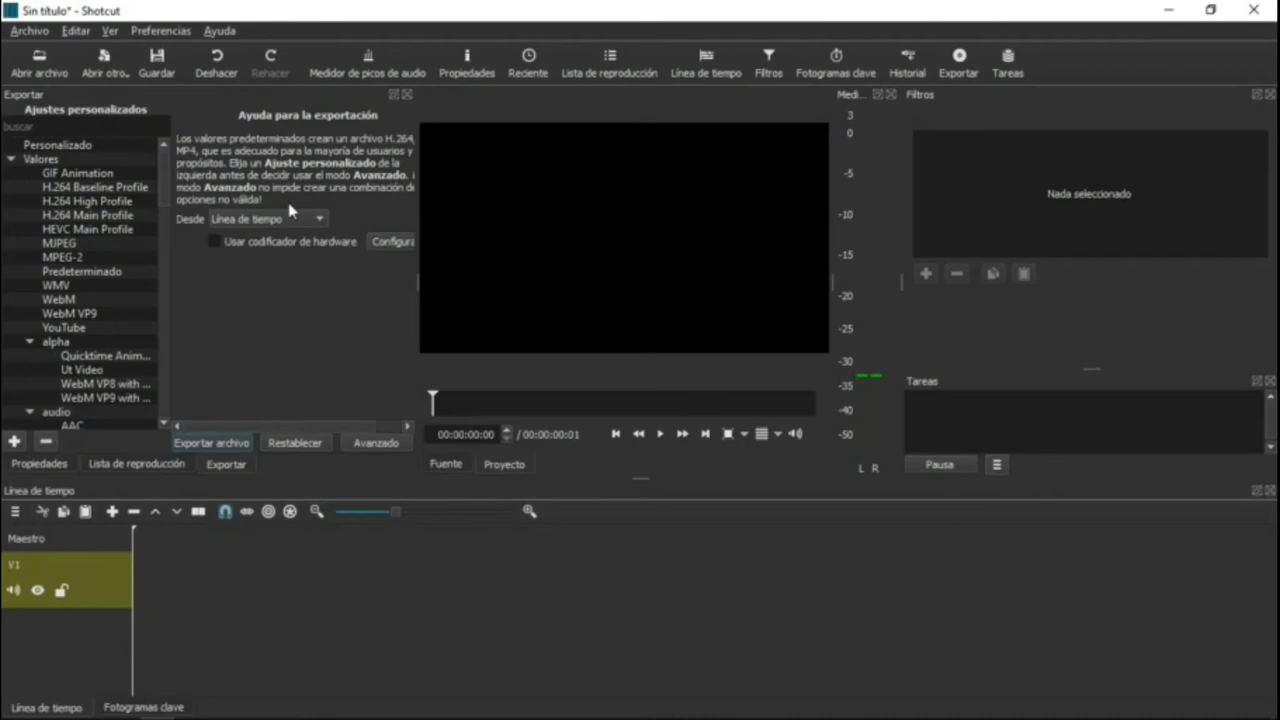 Sin título* - Shotcut
Archivo Editar Ver Preferencias Ayuda
Abrir archivo Abrir otro... Guardar Deshacer Rehacer Medidor de picos de audio Propiedades Reciente Lista de reproducción Línea de tiempo Filtros Fotogramas clave Historial Exportar Tareas
Exportar
Ajustes personalizados
buscar
Personalizado
Valores
GIF Animation
H.264 Baseline Profile
H.264 High Profile
H.264 Main Profile
HEVC Main Profile
MJPEG
MPEG-2
Predeterminado
WMV
WebM
WebM VP9
YouTube
alpha
Quicktime Anim...
Ut Video
WebM VP8 with ...
WebM VP9 with ...
audio
AAC
Ayuda para la exportación
Los valores predeterminados crean un archivo H.264
MP4, que es adecuado para la mayoría de usuarios y
propósitos. Elija un Ajuste personalizado de la
izquierda antes de decidir usar el modo Avanzado.
modo Avanzado no impide crear una combinación de
opciones no válida!
Desde Línea de tiempo
Usar codificador de hardware Configura
Exportar archivo Restablecer Avanzado
Propiedades Lista de reproducción Exportar
00:00:00:00 / 00:00:00:01
Fuente Proyecto
Medi...
3
0
-5
-10
-15
-20
-25
-30
-35
-40
-50
L R
Filtros
Nada seleccionado
Tareas
Pausa
Línea de tiempo
Maestro
V1
Línea de tiempo Fotogramas clave